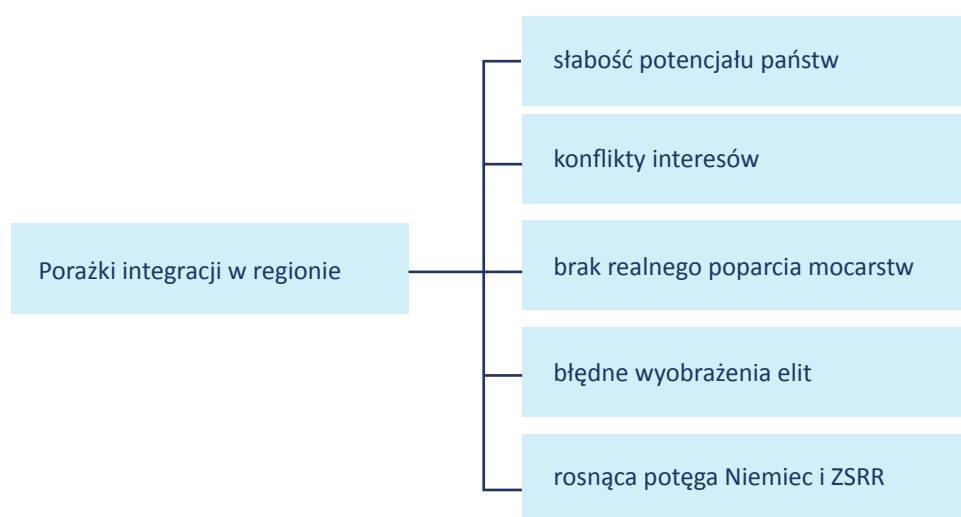 słabość potencjału państw
konflikty interesów
Porażki integracji w regionie
brak realnego poparcia mocarstw
błędne wyobrażenia elit
rosnąca potęga Niemiec i ZSRR